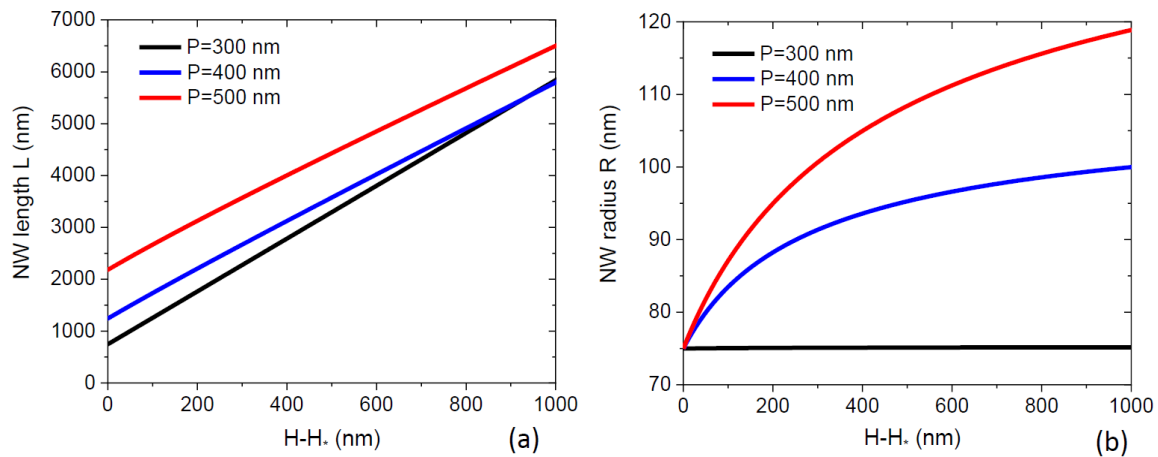 7000
6000
5000
4000
3000
2000
1000
0
NW length L (nm)
P=300 nm
P=400 nm
P=500 nm
0 200 400 600 800 1000
H-H* (nm)
(a)
120
110
100
90
80
70
NW radius R (nm)
P=300 nm
P=400 nm
P=500 nm
0 200 400 600 800 1000
H-H* (nm)
(b)